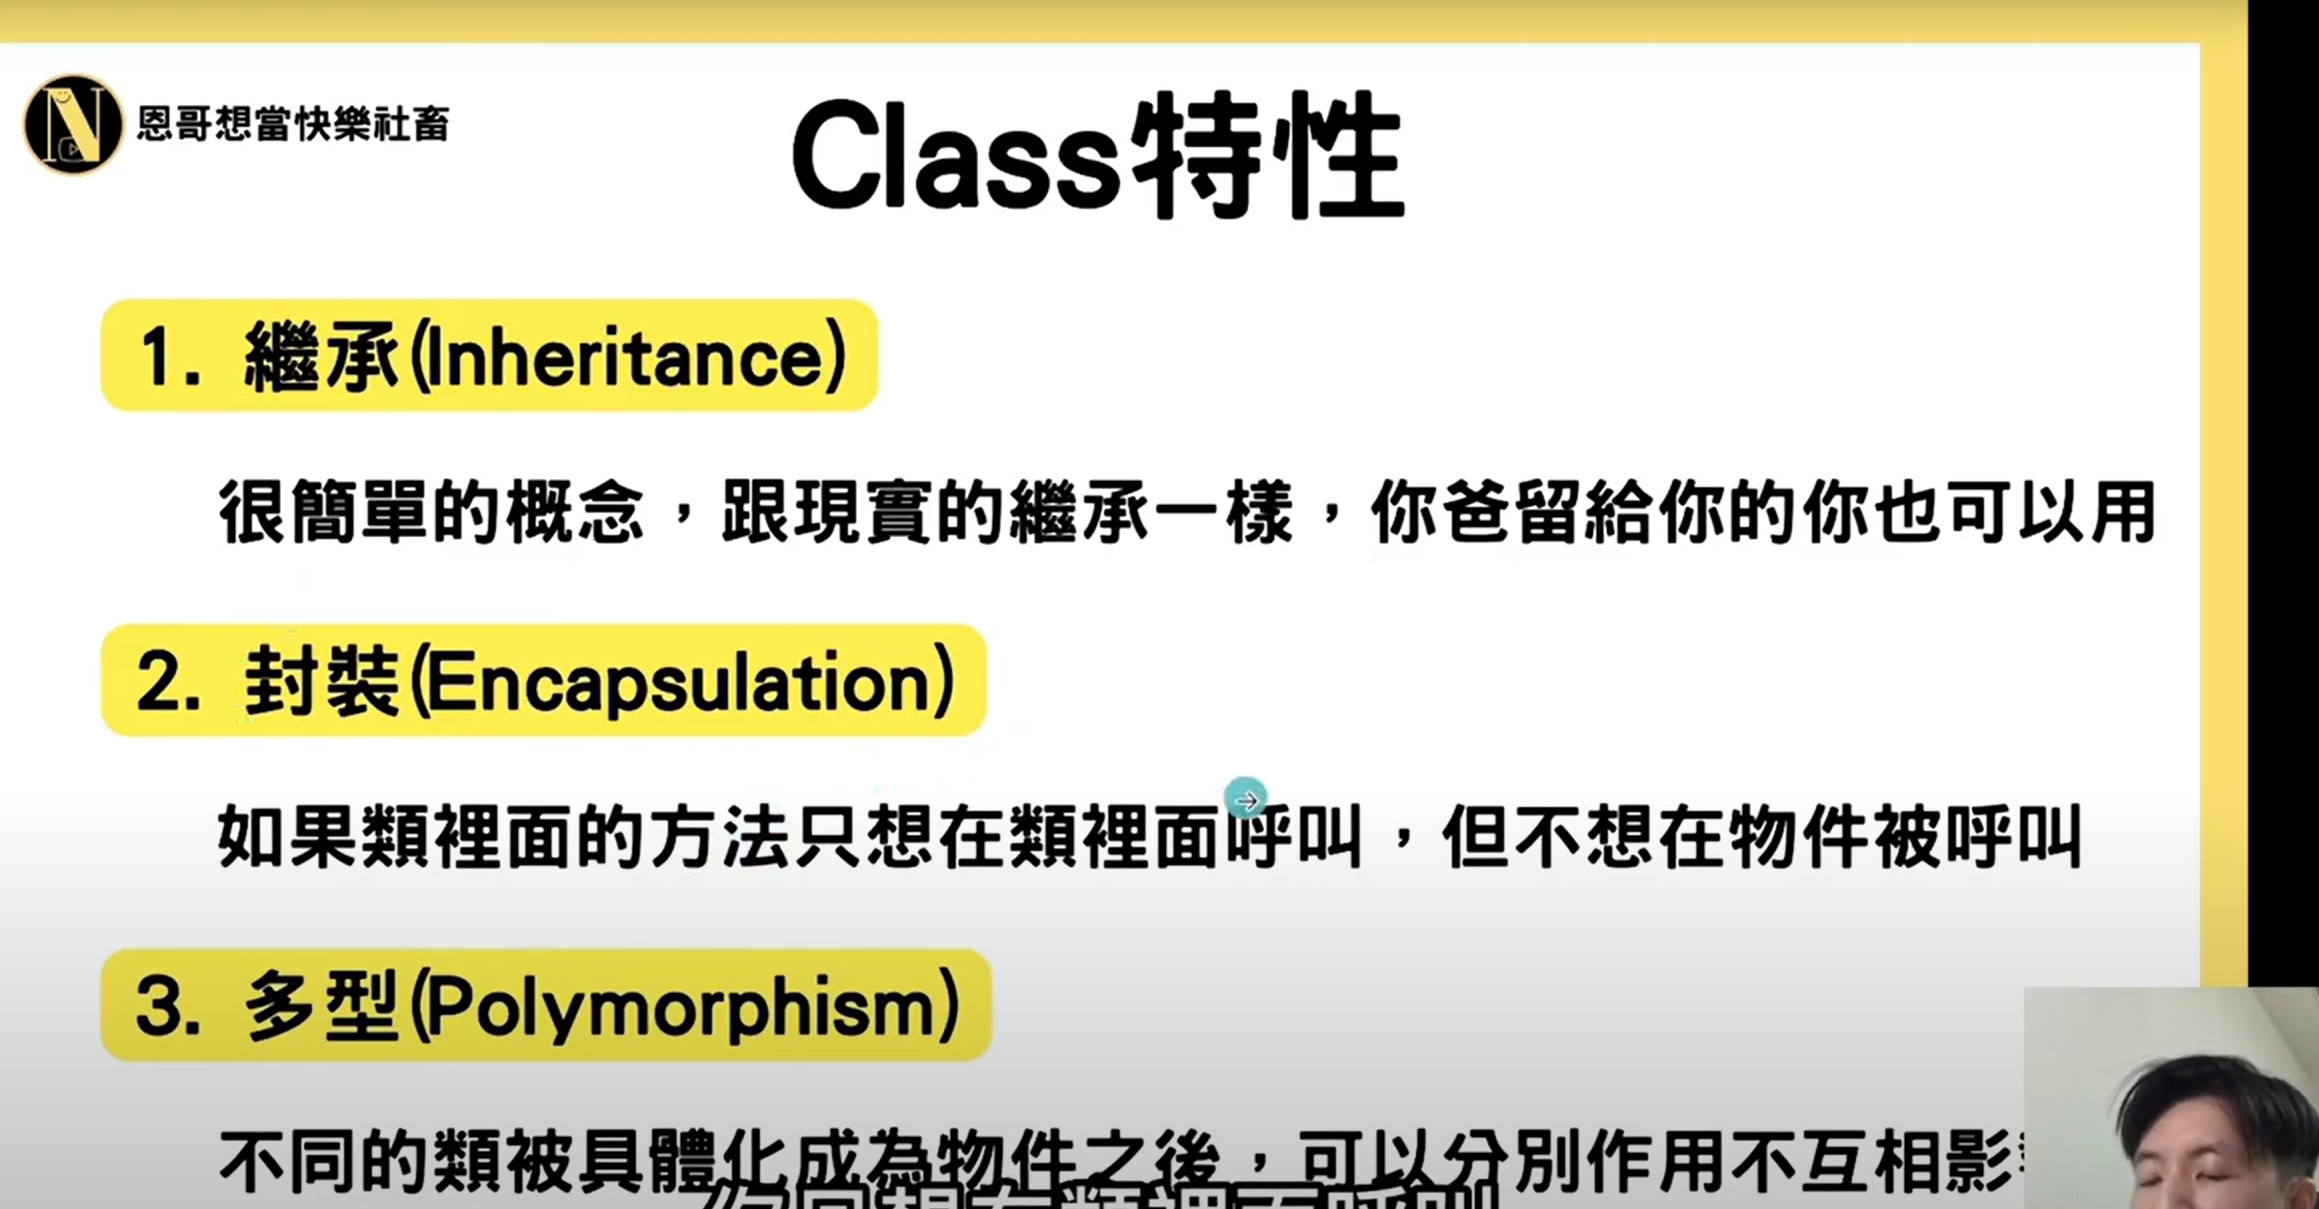 恩哥想當快樂社畜
Class特性
1. 繼承(Inheritance)
很簡單的概念，跟現實的繼承一樣，你爸留給你的你也可以用
2. 封裝(Encapsulation)
如果類裡面的方法只想在類裡面呼叫，但不想在物件被呼叫
3. 多型(Polymorphism)
不同的類被具體化成為物件之後，可以分別作用不互相影